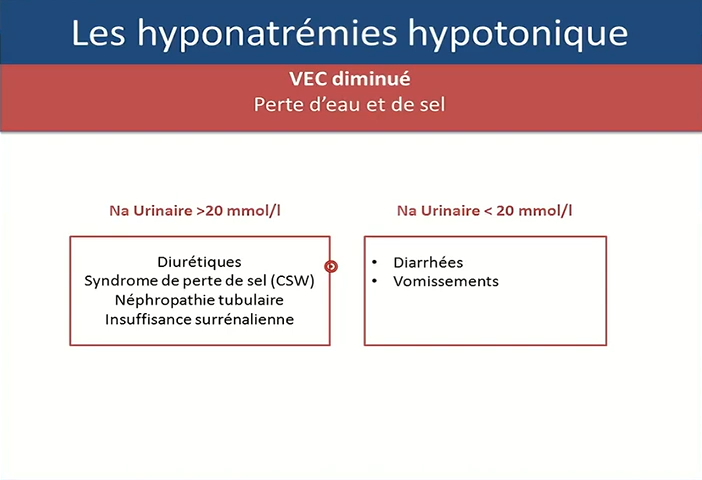 Les hyponatrémies hypotonique
VEC diminué
Perte d’eau et de sel
Na Urinaire >20 mmol/l
Diurétiques
Syndrome de perte de sel (CSW)
Néphropathie tubulaire
Insuffisance surrénalienne
Na Urinaire < 20 mmol/l
• Diarrhées
• Vomissements